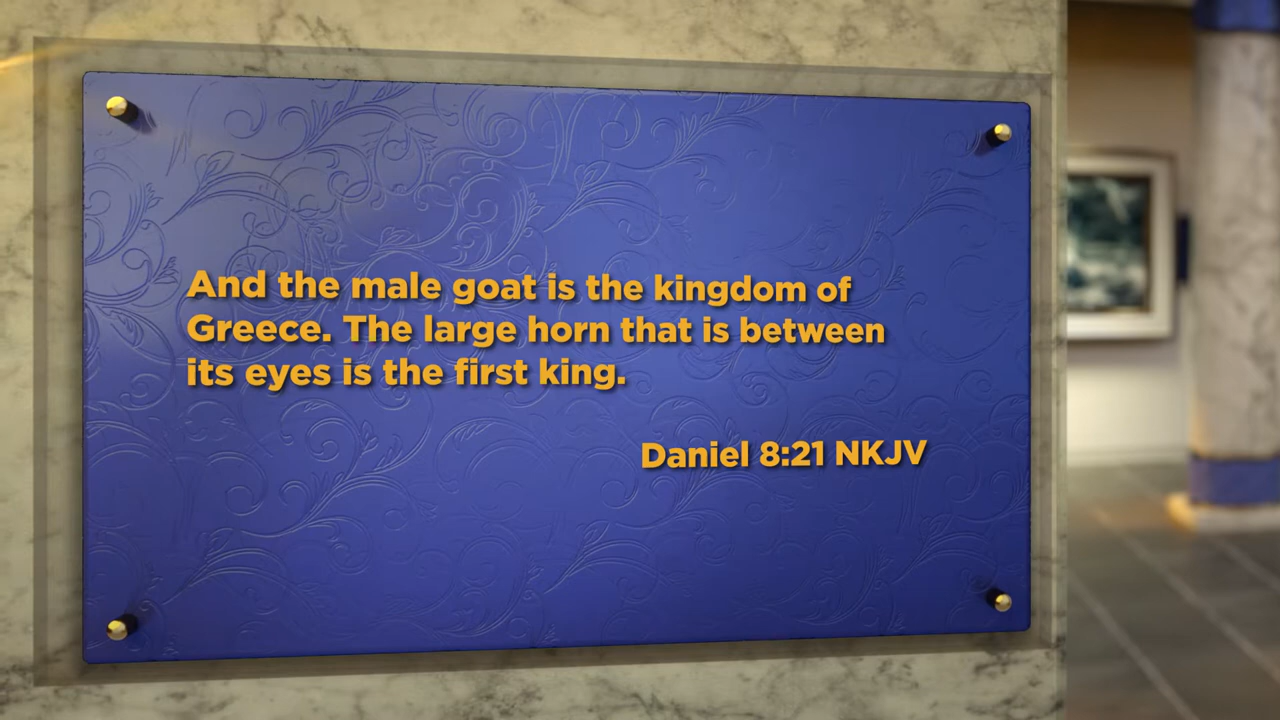 And the male goat is the kingdom of
Greece. The large horn that is between
its eyes is the first king.
Daniel 8:21 NKJV